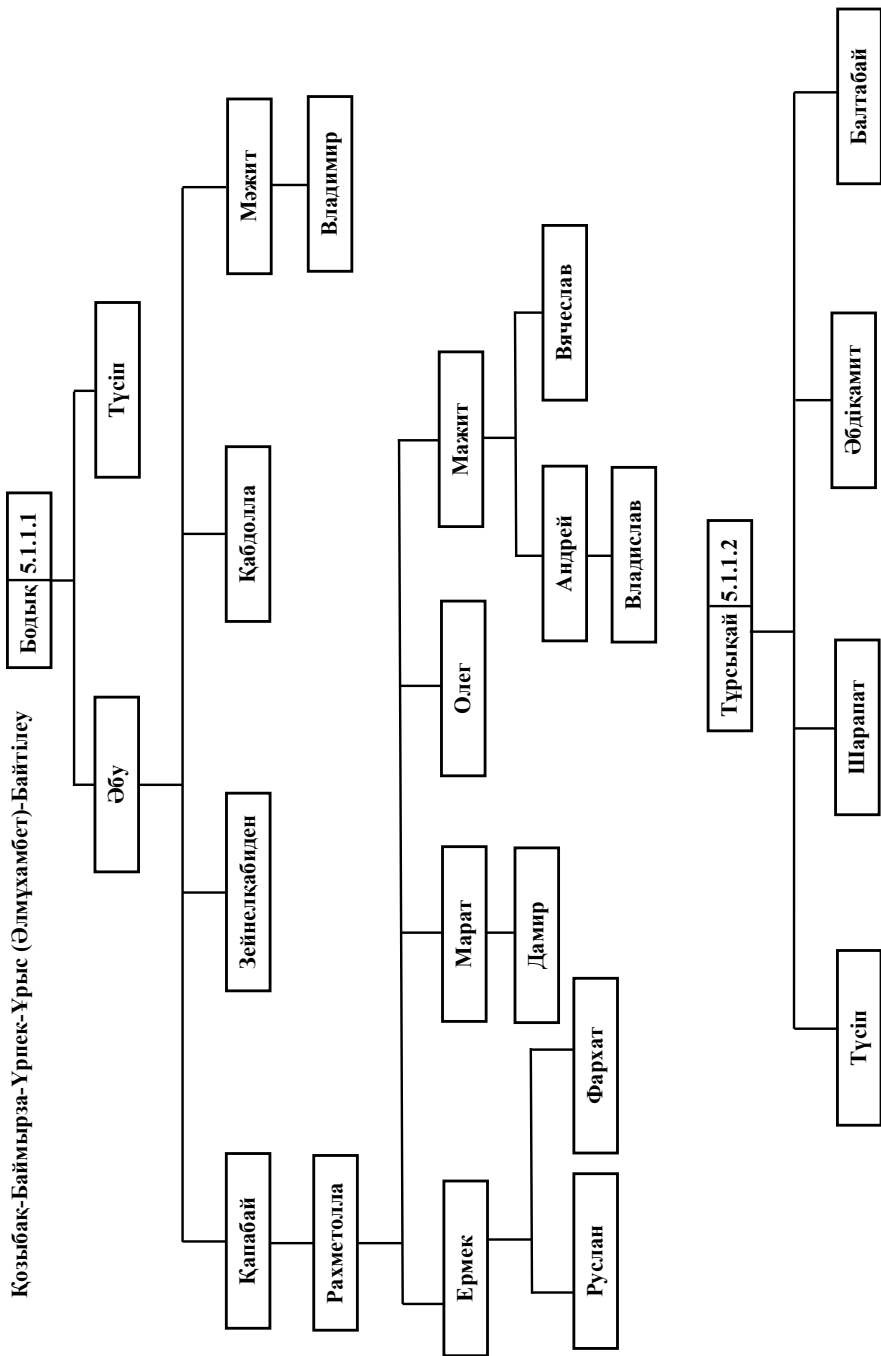 Қозыбақ-Баймырза-Үрпек-Ұрыс (Әлмұхамбет)-Байтілеу
Бодық 5.1.1.1
Әбу
Түсіп
Қапабай
Зейнелқабиден
Қабдолла
Мәжит
Рахметолла
Владимир
Ермек
Марат
Олег
Мажит
Руслан
Фархат
Дамир
Андрей
Вячеслав
Владислав
Тұрсықай 5.1.1.2
Түсіп
Шарапат
Әбдіқамит
Балтабай